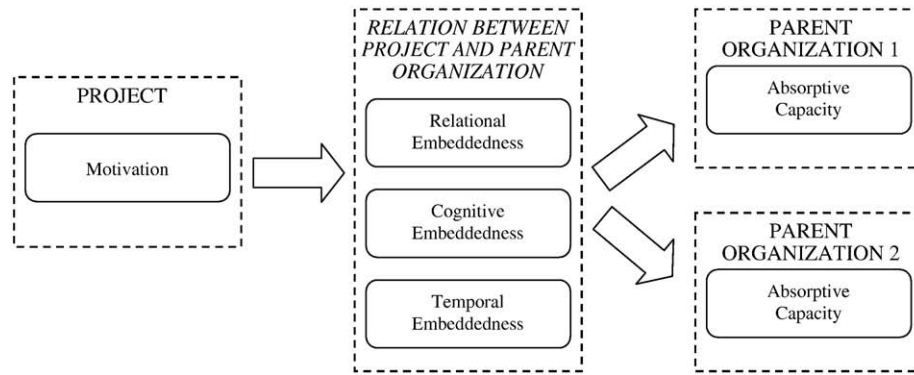 PROJECT
Motivation
RELATION BETWEEN
PROJECT AND PARENT
ORGANIZATION
Relational
Embeddedness
Cognitive
Embeddedness
Temporal
Embeddedness
PARENT
ORGANIZATION 1
Absorptive
Capacity
PARENT
ORGANIZATION 2
Absorptive
Capacity